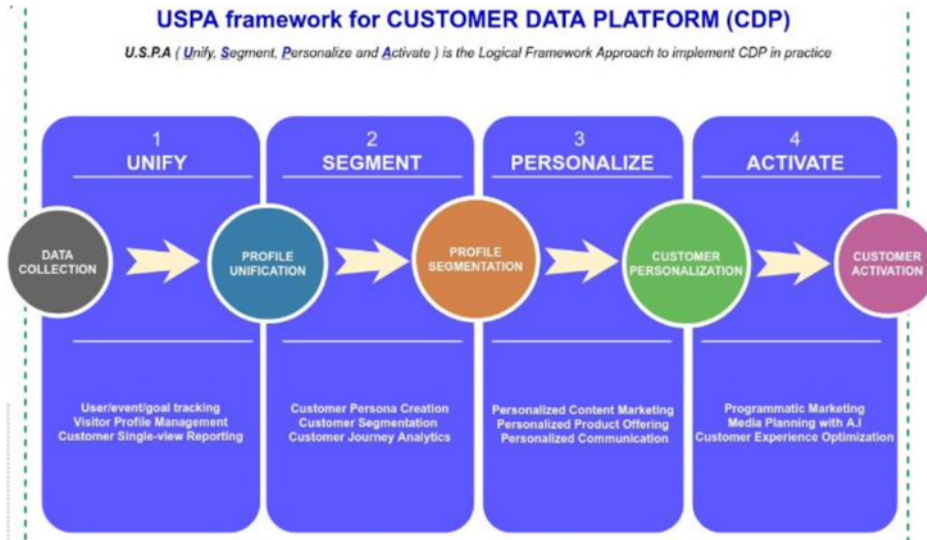 USPA framework for CUSTOMER DATA PLATFORM (CDP)
U.S.P.A ( Unify, Segment, Personalize and Activate ) is the Logical Framework Approach to implement CDP in practice
1
UNIFY
2
SEGMENT
3
PERSONALIZE
4
ACTIVATE
DATA
COLLECTION
PROFILE
UNIFICATION
PROFILE
SEGMENTATION
CUSTOMER
PERSONALIZATION
CUSTOMER
ACTIVATION
User/event/goal tracking
Visitor Profile Management
Customer Single-view Reporting
Customer Persona Creation
Customer Segmentation
Customer Journey Analytics
Personalized Content Marketing
Personalized Product Offering
Personalized Communication
Programmatic Marketing
Media Planning with A.I
Customer Experience Optimization